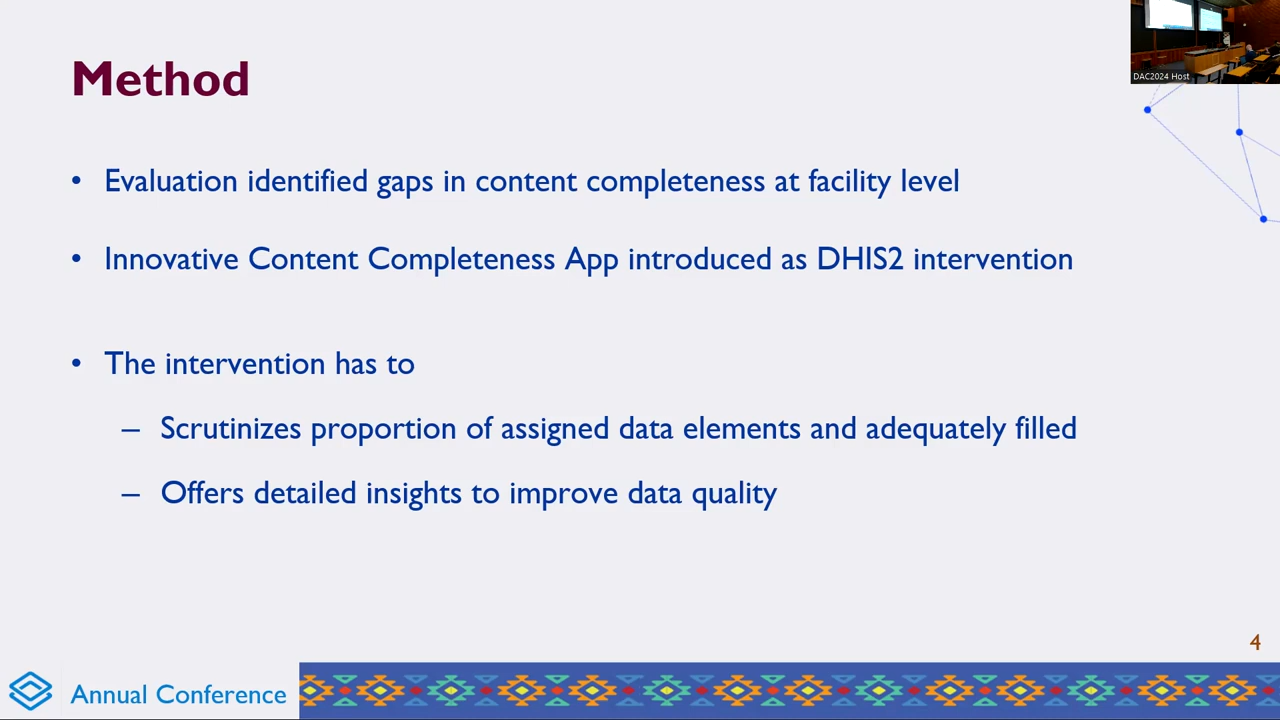 DAC2024 Host
Method
• Evaluation identified gaps in content completeness at facility level
• Innovative Content Completeness App introduced as DHIS2 intervention
• The intervention has to
– Scrutinizes proportion of assigned data elements and adequately filled
– Offers detailed insights to improve data quality
4
Annual Conference